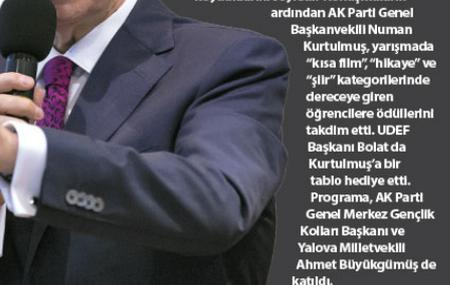 ardından AK Parti Genel
Başkanvekili Numan
Kurtulmuş, yarışmada
“kısa film”, “hikaye” ve
“şiir” kategorilerinde
dereceye giren
öğrencilere ödüllerini
takdim etti. UDEF
Başkanı Bolat da
Kurtulmuş’a bir
tablo hediye etti.
Programa, AK Parti
Genel Merkez Gençlik
Kolları Başkanı ve
Yalova Milletvekili
Ahmet Büyükgümüş de
katıldı.